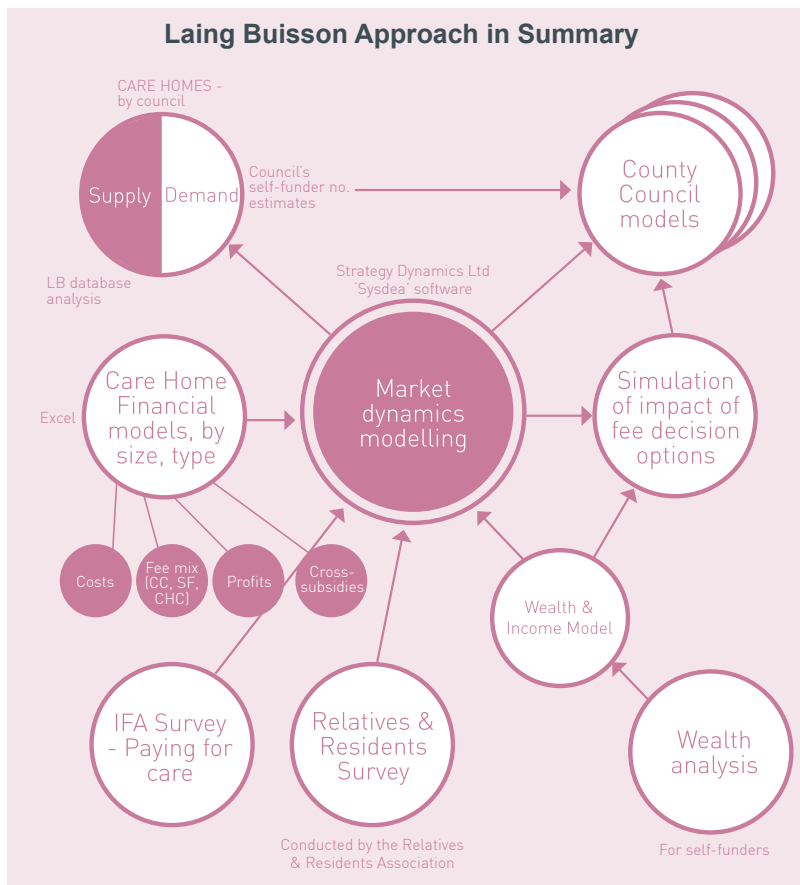 Laing Buisson Approach in Summary
CARE HOMES -
by council
Supply
Demand
Council's
self-funder no.
estimates
County
Council
models
LB database
analysis
Strategy Dynamics Ltd
'Sysdea' software
Excel
Care Home
Financial
models, by
size, type
Market
dynamics
modelling
Simulation
of impact of
fee decision
options
Costs
Fee mix
(CC, SF,
CHC)
Profits
Cross-
subsidies
Wealth &
Income Model
IFA Survey
- Paying for
care
Relatives &
Residents
Survey
Wealth
analysis
Conducted by the Relatives
& Residents Association
For self-funders